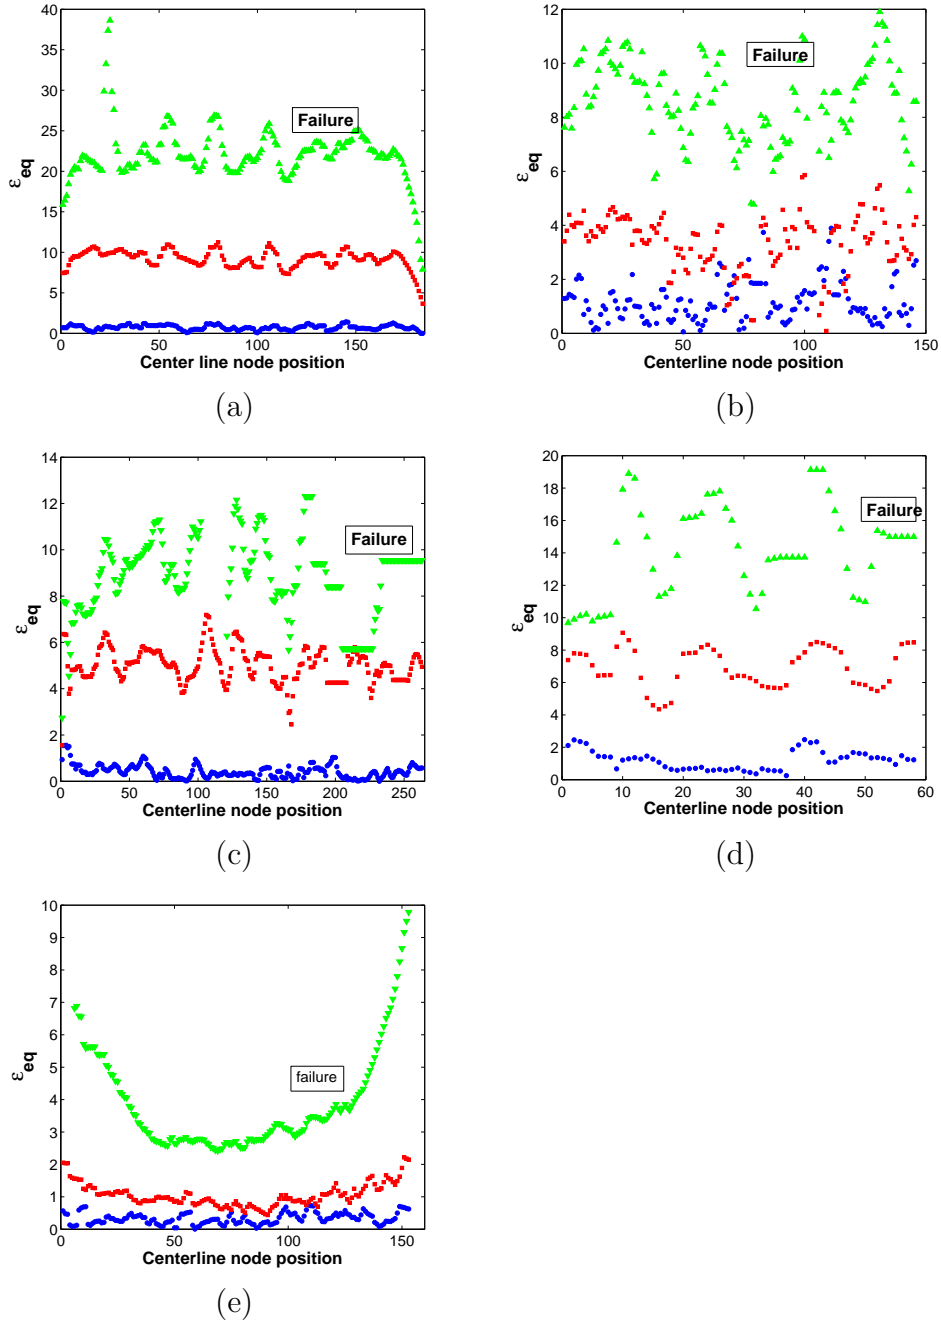 40
35
30
25
20
15
10
5
0
ε_eq
Failure
0 50 100 150
Center line node position
(a)
12
10
8
6
4
2
0
Failure
0 50 100 150
Centerline node position
(b)
14
12
10
8
6
4
2
0
ε_eq
Failure
0 50 100 150 200 250
Centerline node position
(c)
20
18
16
14
12
10
8
6
4
2
0
ε_eq
Failure
0 10 20 30 40 50 60
Centerline node position
(d)
10
9
8
7
6
5
4
3
2
1
0
ε_eq
failure
0 50 100 150
Centerline node position
(e)